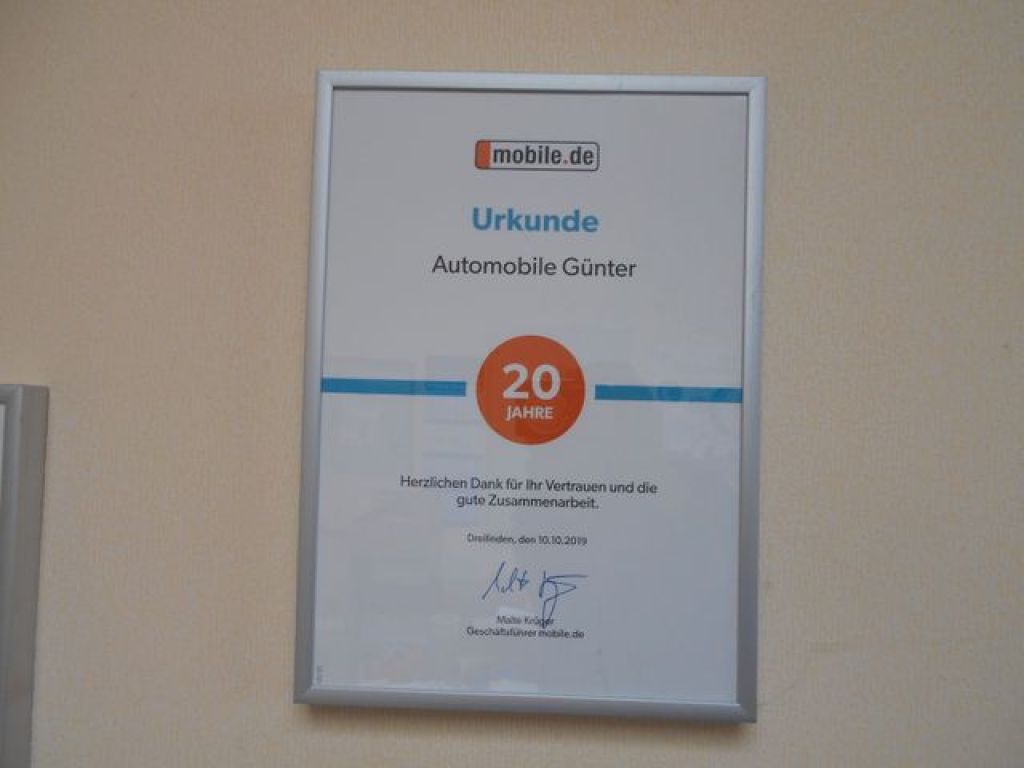 mobile.de
Urkunde
Automobile Günter
20
JAHRE
Herzlichen Dank für Ihr Vertrauen und die
gute Zusammenarbeit.
Dreilinden, den 10.10.2019
Malte Krüger
Geschäftsführer mobile.de